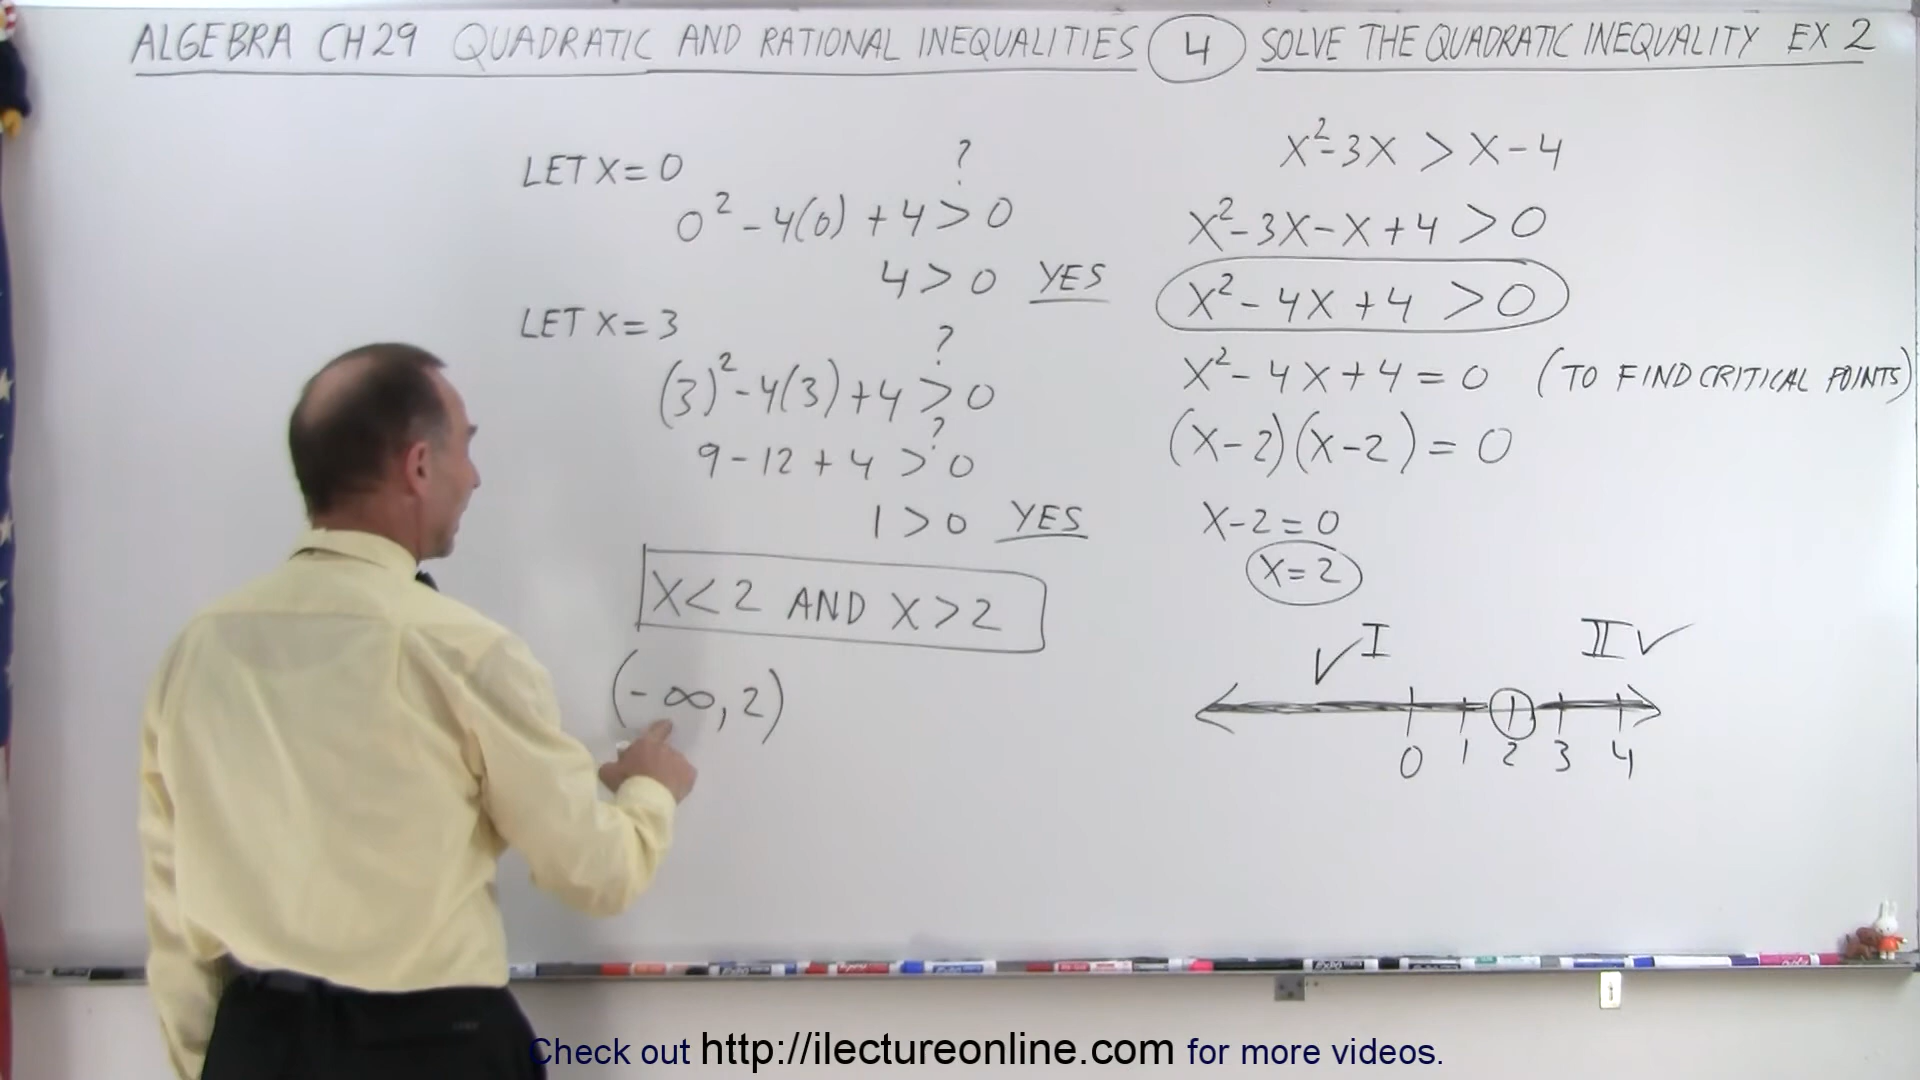 ALGEBRA CH 29 QUADRATIC AND RATIONAL INEQUALITIES 4 SOLVE THE QUADRATIC INEQUALITY EX 2
LET X=0
?
0² - 4(0) + 4 > 0
4 > 0 YES
LET X=3
?
(3)² - 4(3) + 4 > 0
?
9 - 12 + 4 > 0
1 > 0 YES
X < 2 AND X > 2
(-∞, 2)
X² - 3X > X - 4
X² - 3X - X + 4 > 0
X² - 4X + 4 > 0
X² - 4X + 4 = 0 (TO FIND CRITICAL POINTS)
(X-2)(X-2) = 0
X-2=0
X=2
✓ I II ✓
0 1 2 3 4
Check out http://ilectureonline.com for more videos.